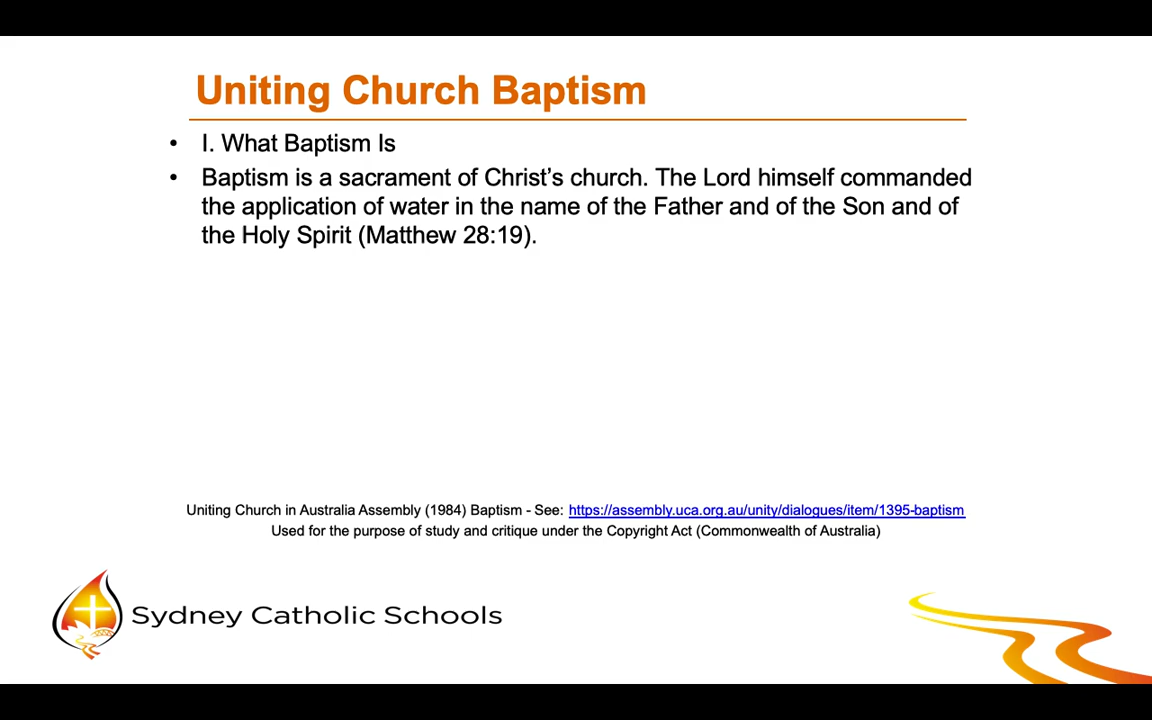 Uniting Church Baptism
• I. What Baptism Is
• Baptism is a sacrament of Christ’s church. The Lord himself commanded
the application of water in the name of the Father and of the Son and of
the Holy Spirit (Matthew 28:19).
Uniting Church in Australia Assembly (1984) Baptism - See: https://assembly.uca.org.au/unity/dialogues/item/1395-baptism
Used for the purpose of study and critique under the Copyright Act (Commonwealth of Australia)
Sydney Catholic Schools